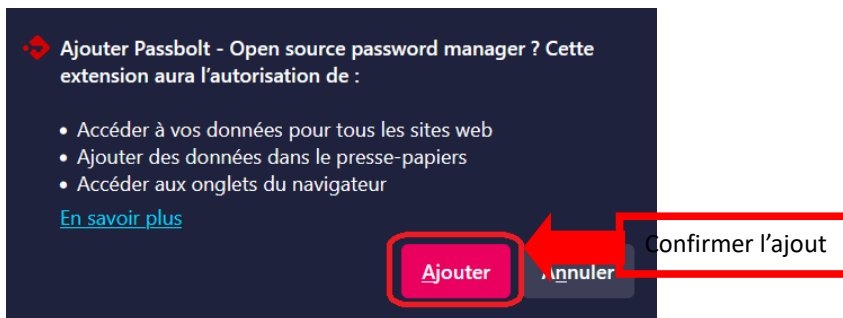 Ajouter Passbolt - Open source password manager ? Cette
extension aura l’autorisation de :
• Accéder à vos données pour tous les sites web
• Ajouter des données dans le presse-papiers
• Accéder aux onglets du navigateur
En savoir plus
Ajouter
Annuler
Confirmer l’ajout